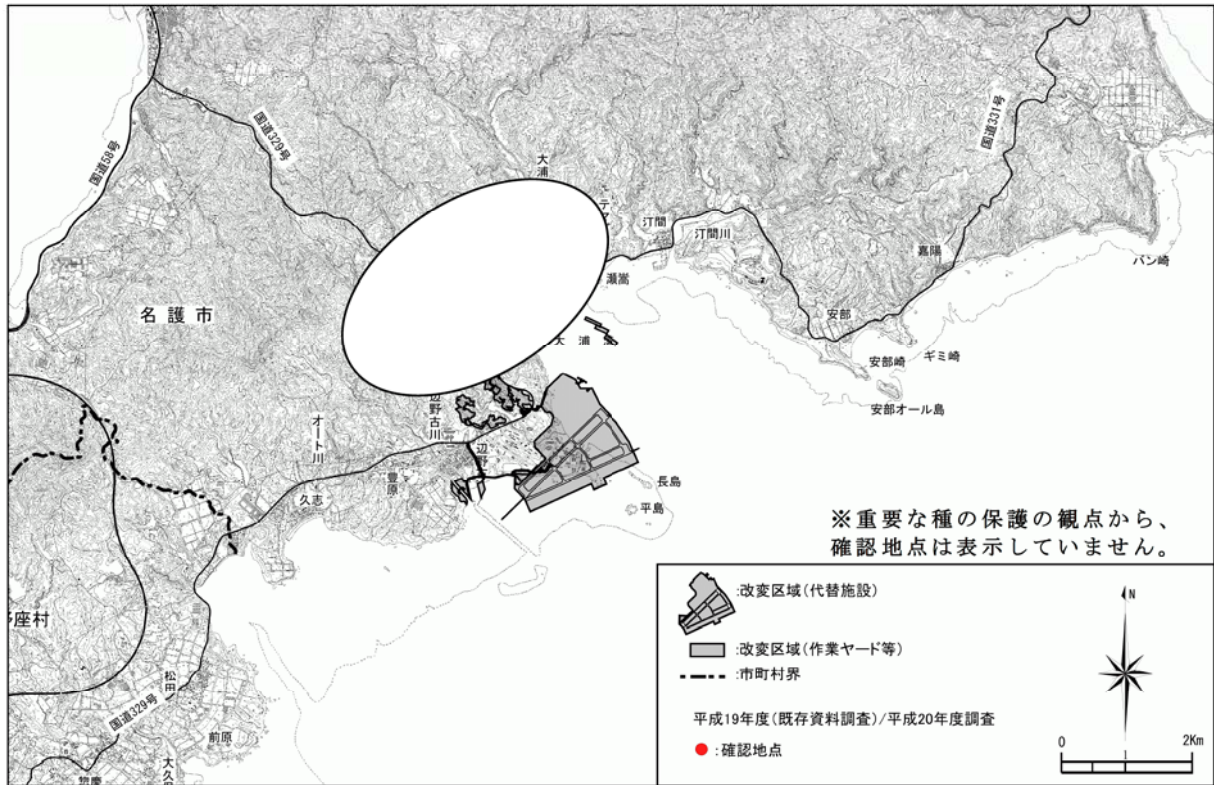 国道58号
国道329号
国道331号
大浦
汀間
汀間川
瀬嵩
嘉陽
バン崎
安部
安部崎
ギミ崎
安部オール島
名護市
大浦
辺野古川
辺野
オート川
豊原
久志
長島
平島
※重要な種の保護の観点から、
確認地点は表示していません。
座村
松田
国道329号
前原
大久
惣慶
:改変区域(代替施設)
:改変区域(作業ヤード等)
:市町村界
平成19年度(既存資料調査)/平成20年度調査
:確認地点
N
0 1 2Km